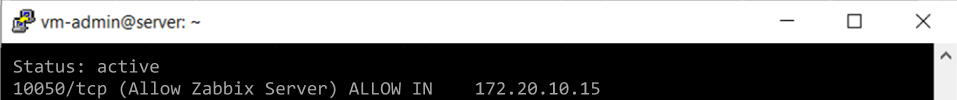 vm-admin@server: ~
Status: active
10050/tcp (Allow Zabbix Server) ALLOW IN    172.20.10.15